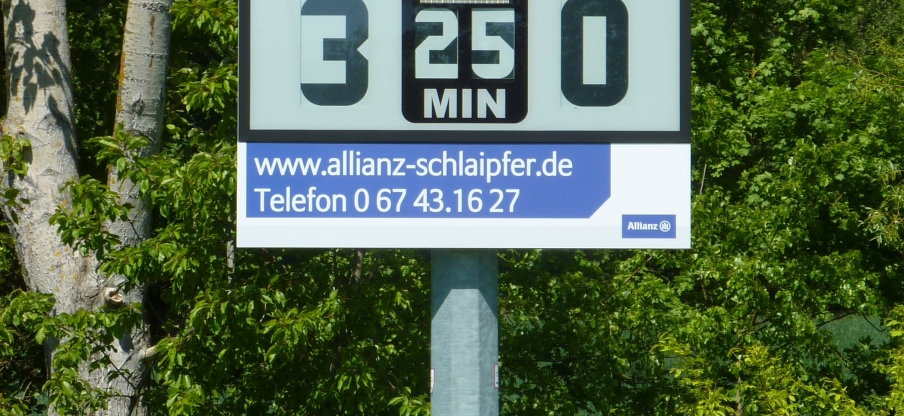 3 25 0
MIN
www.allianz-schlaipfer.de
Telefon 0 67 43.16 27
Allianz